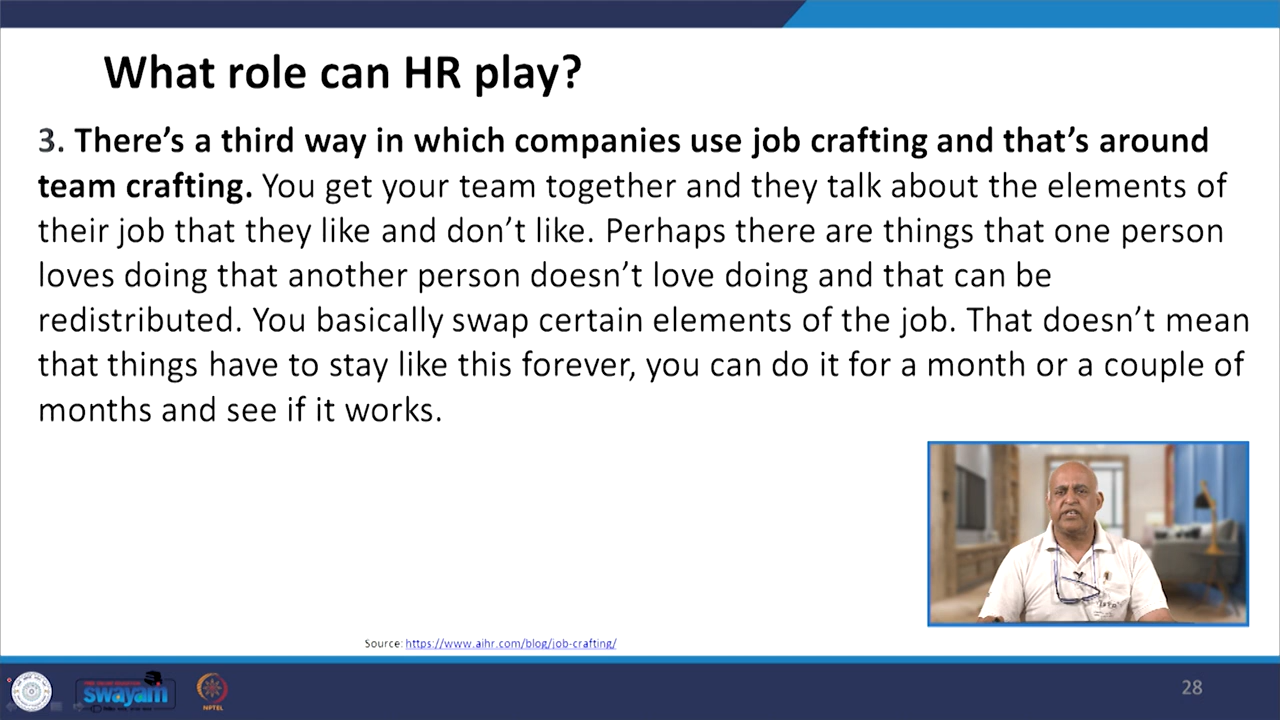 What role can HR play?
3. There’s a third way in which companies use job crafting and that’s around
team crafting. You get your team together and they talk about the elements of
their job that they like and don’t like. Perhaps there are things that one person
loves doing that another person doesn’t love doing and that can be
redistributed. You basically swap certain elements of the job. That doesn’t mean
that things have to stay like this forever, you can do it for a month or a couple of
months and see if it works.
Source: https://www.aihr.com/blog/job-crafting/
swayam
NPTEL
28